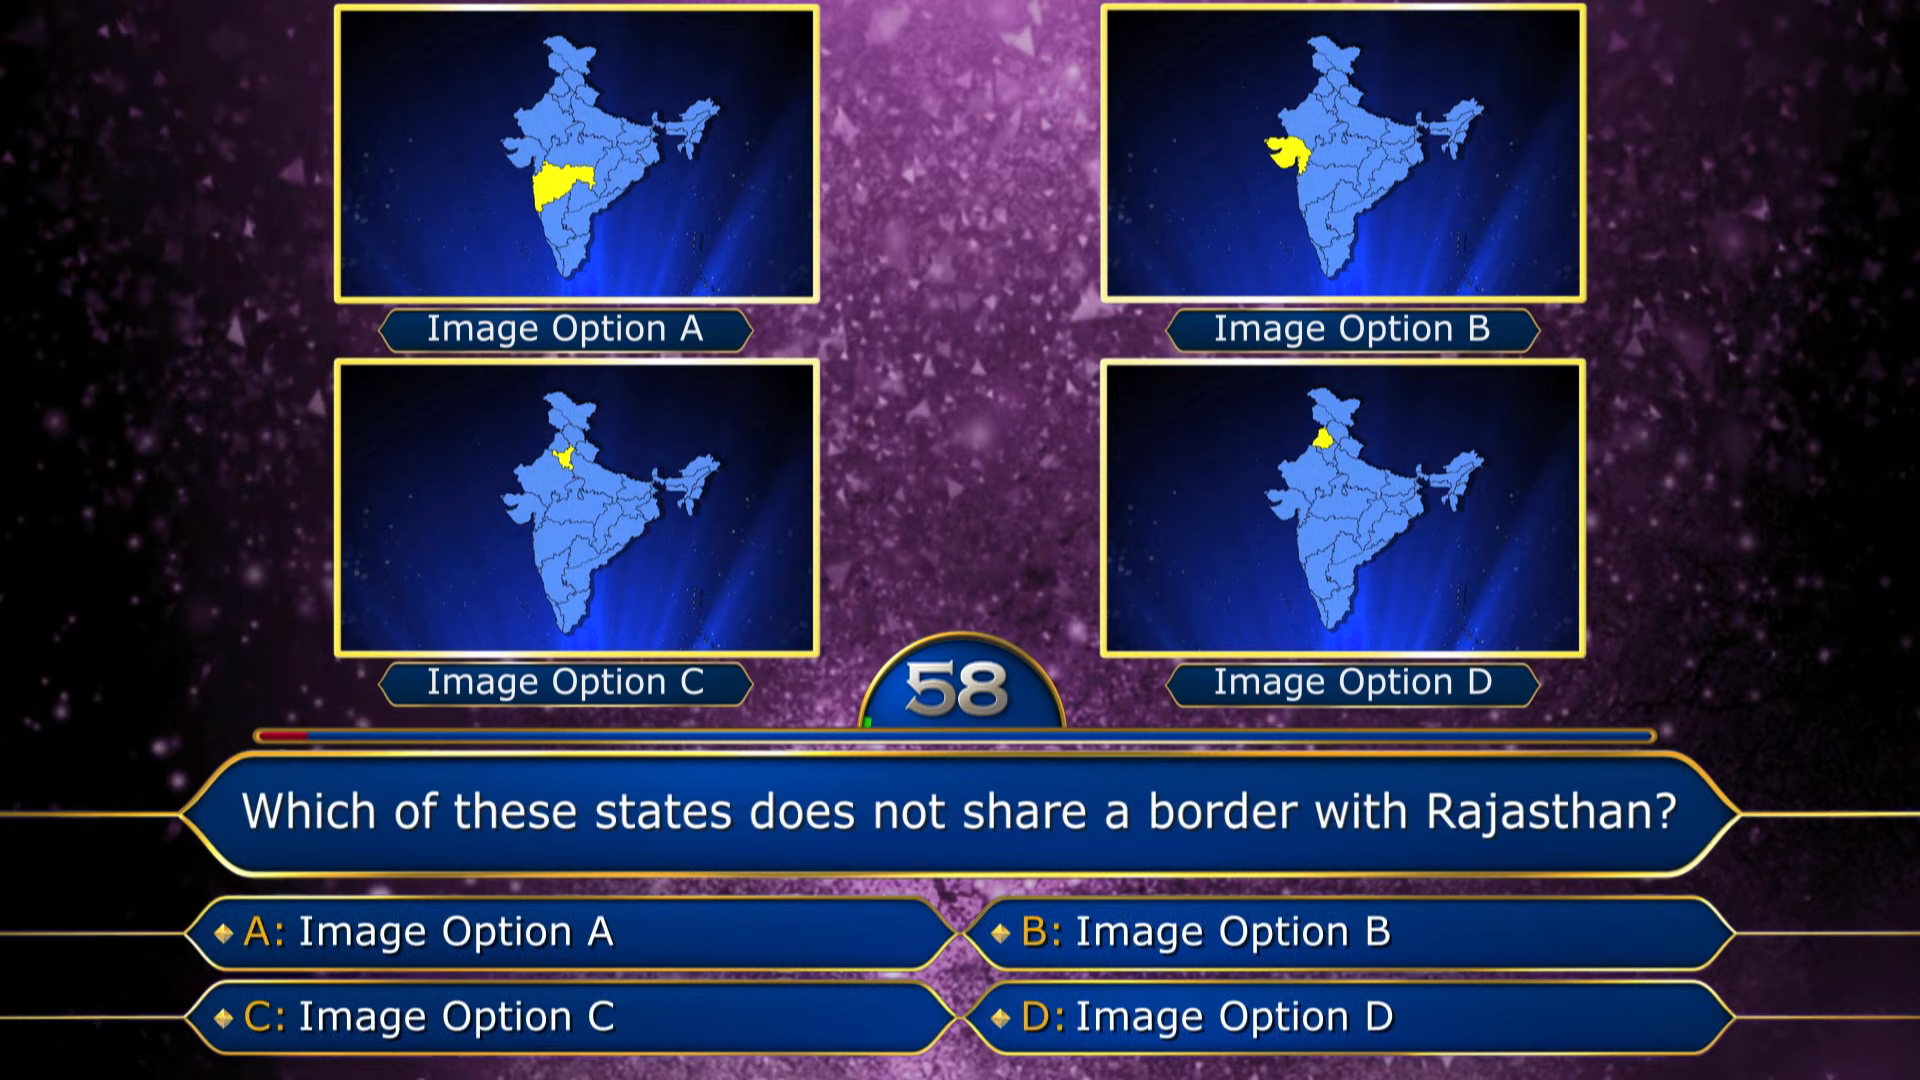 Image Option A
Image Option B
Image Option C
Image Option D
58
Which of these states does not share a border with Rajasthan?
A: Image Option A
B: Image Option B
C: Image Option C
D: Image Option D